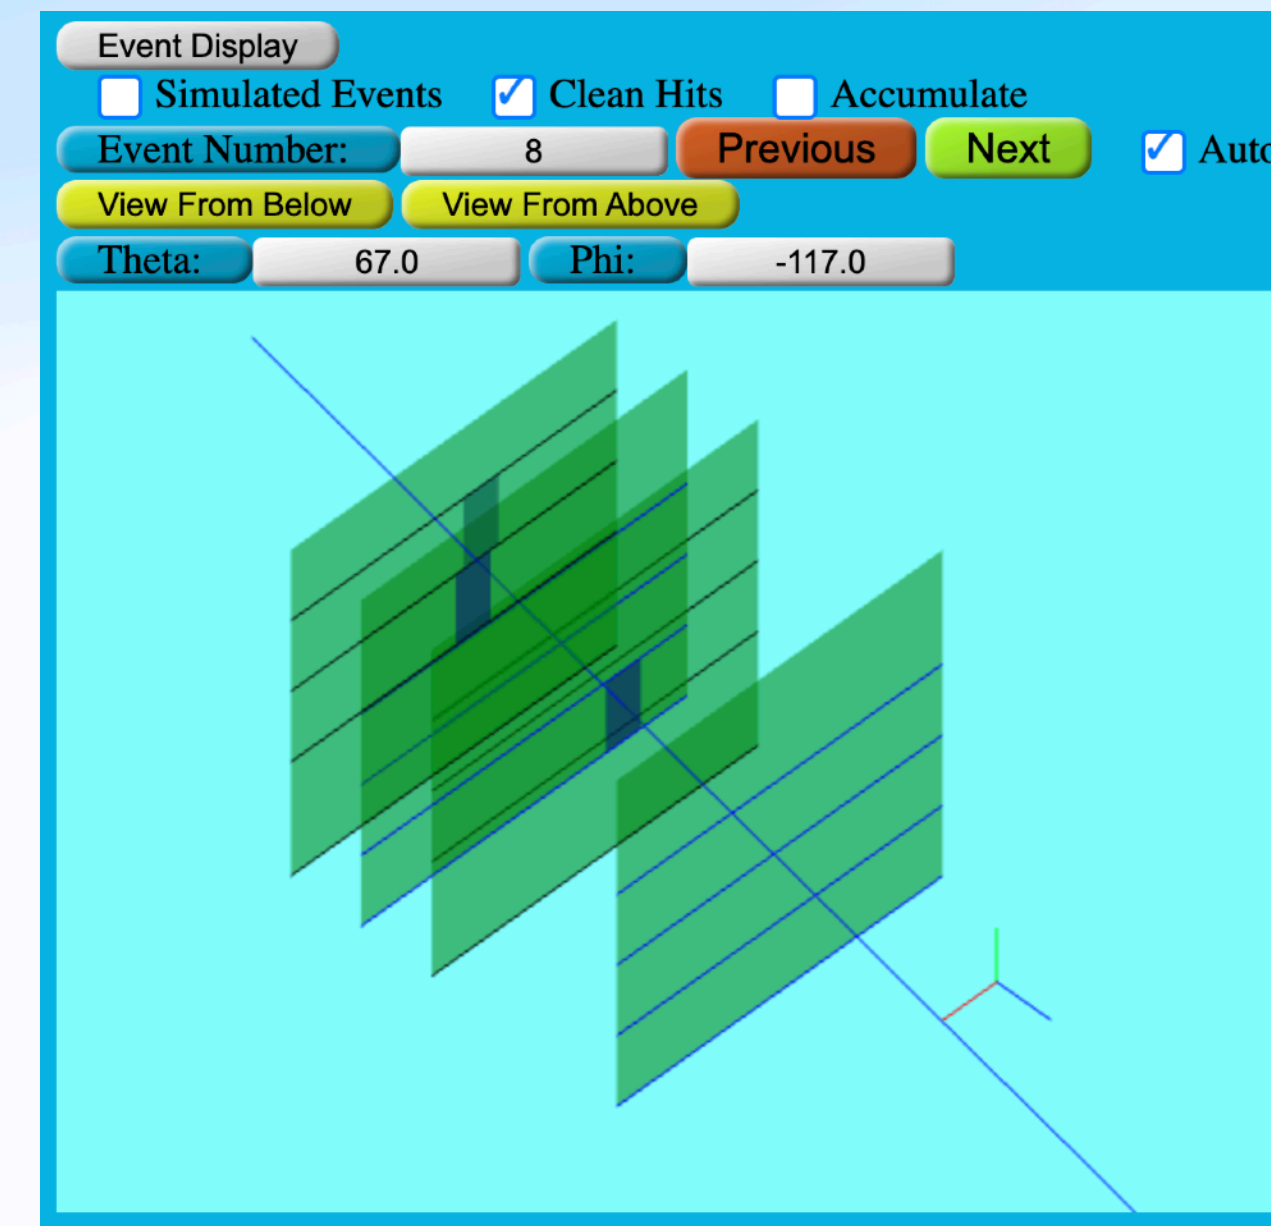 Event Display
Simulated Events Clean Hits Accumulate
Event Number: 8 Previous Next
View From Below View From Above
Theta: 67.0 Phi: -117.0